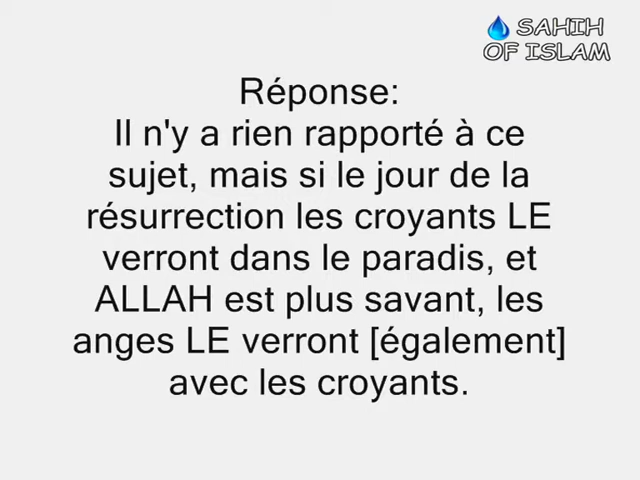 SAHIH
OF ISLAM
Réponse:
Il n'y a rien rapporté à ce
sujet, mais si le jour de la
résurrection les croyants LE
verront dans le paradis, et
ALLAH est plus savant, les
anges LE verront [également]
avec les croyants.